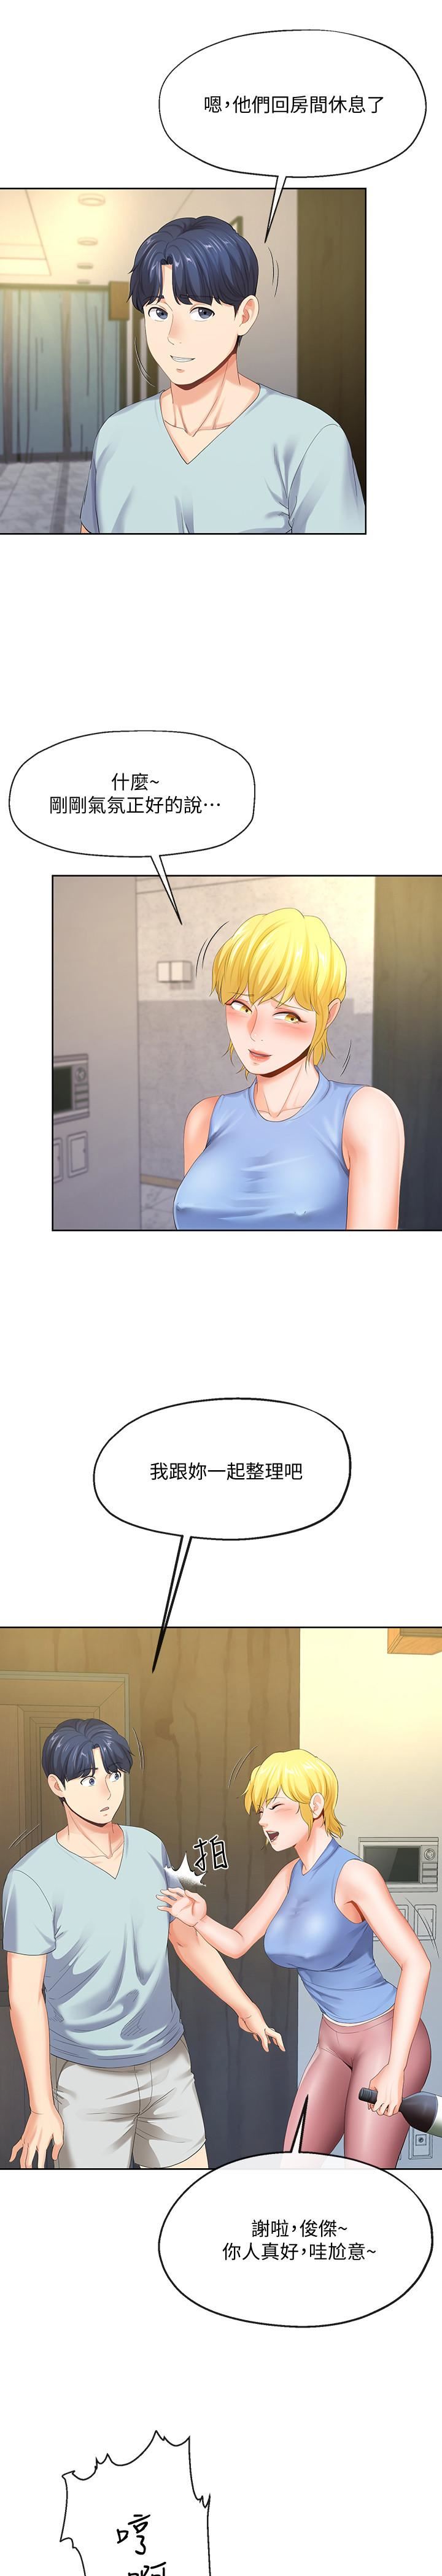 嗯,他們回房間休息了
什麼~
剛剛氣氛正好的說⋯
我跟妳一起整理吧
拍
謝啦,俊傑~
你人真好,哇尬意~
哼